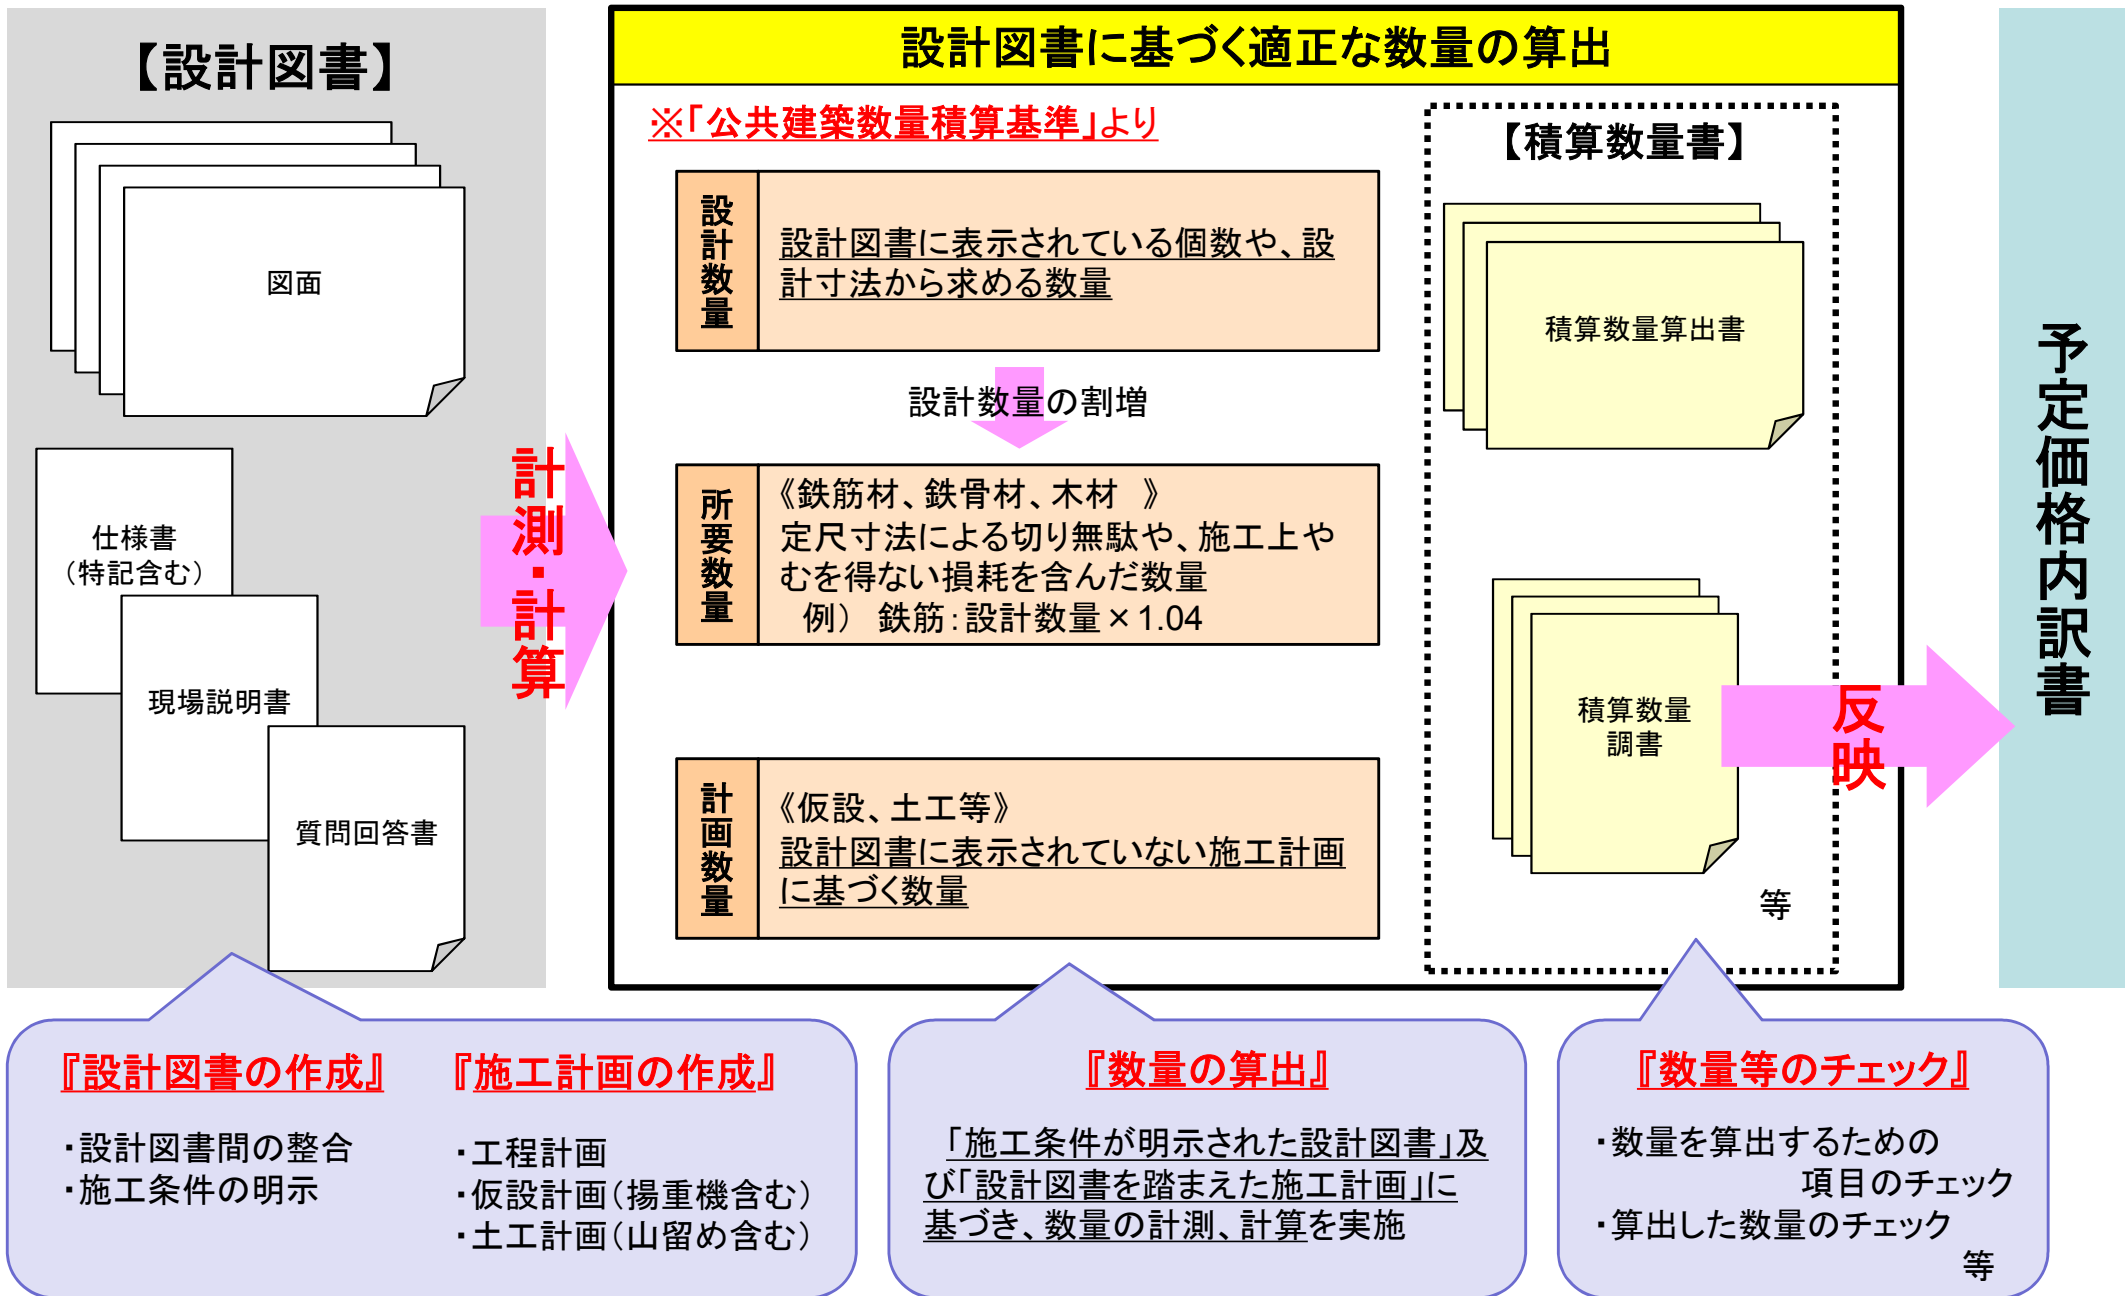 【設計図書】
図面
仕様書
（特記含む）
現場説明書
質問回答書
計測・計算
設計図書に基づく適正な数量の算出
※「公共建築数量積算基準」より
設計数量
設計図書に表示されている個数や、設
計寸法から求める数量
設計数量の割増
所要数量
《鉄筋材、鉄骨材、木材　》
定尺寸法による切り無駄や、施工上や
むを得ない損耗を含んだ数量
例） 鉄筋：設計数量×1.04
計画数量
《仮設、土工等》
設計図書に表示されていない施工計画
に基づく数量
【積算数量書】
積算数量算出書
積算数量
調書
等
反映
予定価格内訳書
『設計図書の作成』
・設計図書間の整合
・施工条件の明示
『施工計画の作成』
・工程計画
・仮設計画（揚重機含む）
・土工計画（山留め含む）
『数量の算出』
「施工条件が明示された設計図書」及
び「設計図書を踏まえた施工計画」に
基づき、数量の計測、計算を実施
『数量等のチェック』
・数量を算出するための
項目のチェック
・算出した数量のチェック
等